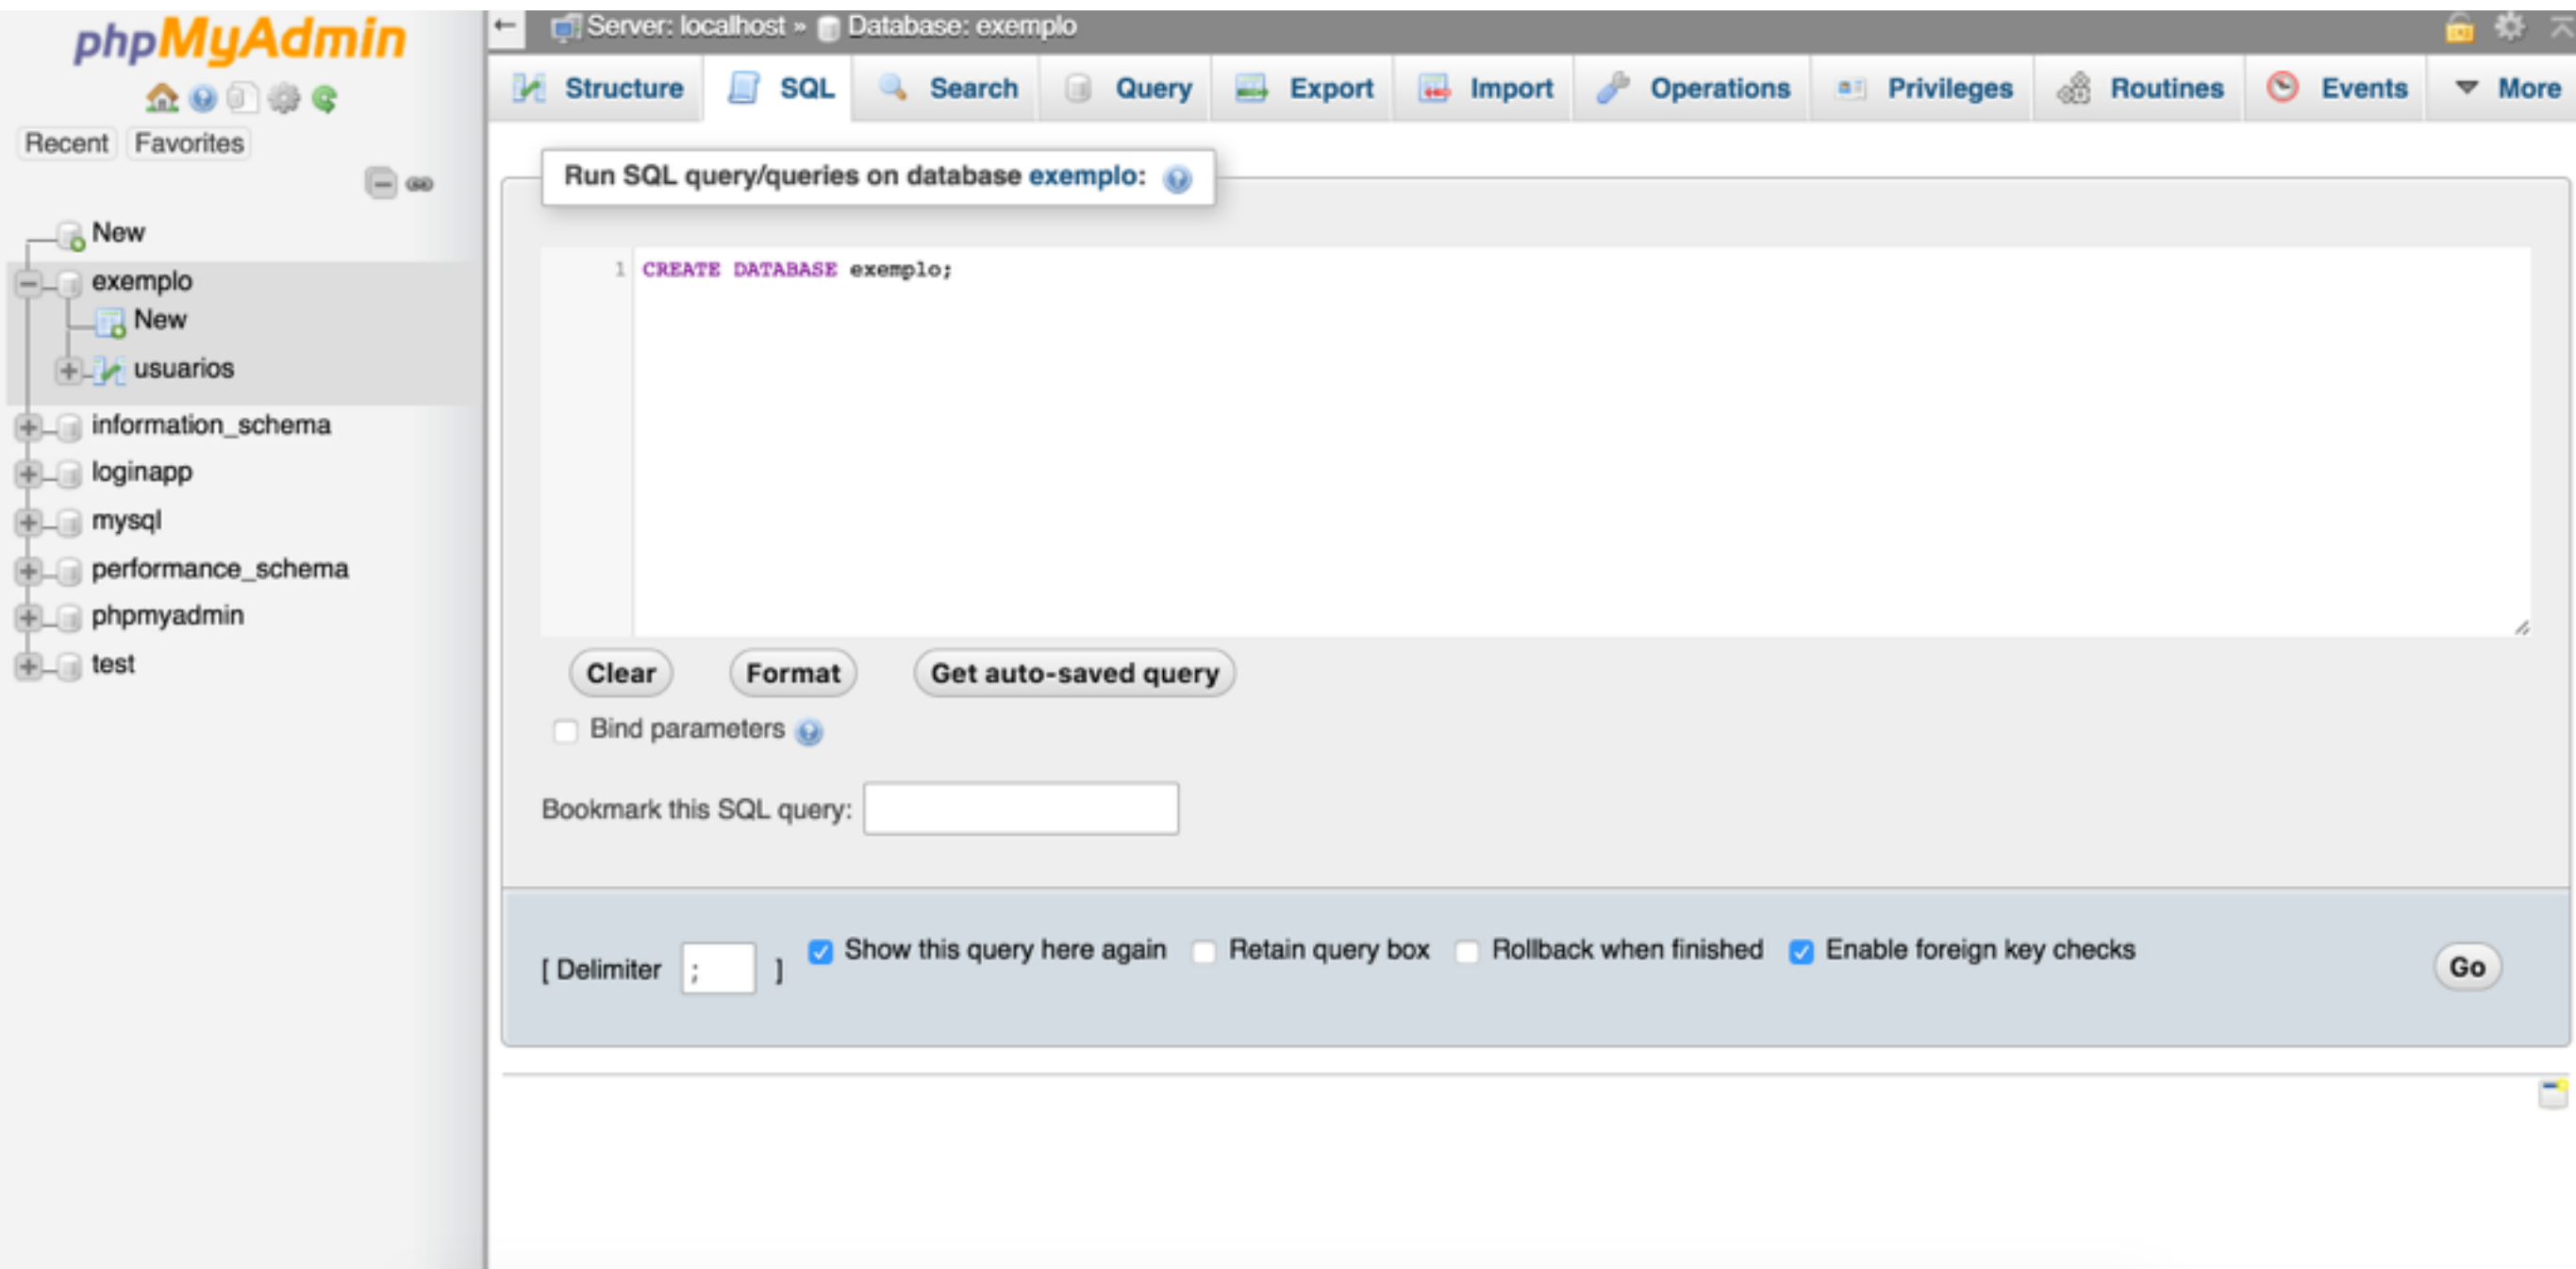 phpMyAdmin
Recent Favorites
New
exemplo
New
usuarios
information_schema
loginapp
mysql
performance_schema
phpmyadmin
test
Server: localhost » Database: exemplo
Structure SQL Search Query Export Import Operations Privileges Routines Events More
Run SQL query/queries on database exemplo:
1 CREATE DATABASE exemplo;
Clear Format Get auto-saved query
Bind parameters
Bookmark this SQL query:
[ Delimiter ; ] Show this query here again Retain query box Rollback when finished Enable foreign key checks Go